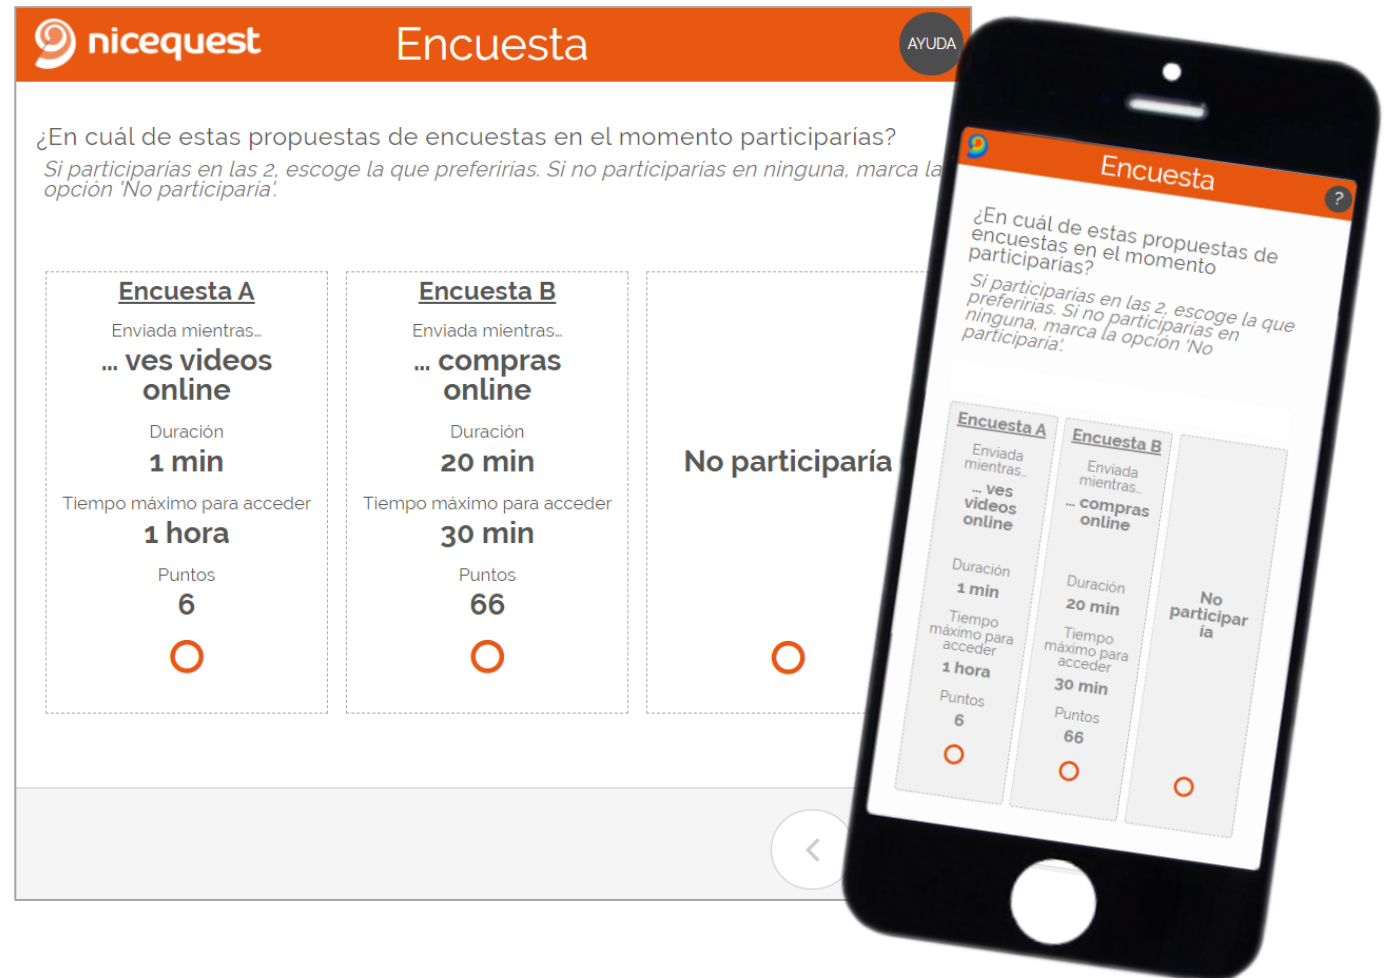 nicequest
Encuesta
AYUDA
¿En cuál de estas propuestas de encuestas en el momento participarías?
Si participarías en las 2, escoge la que preferirías. Si no participarías en ninguna, marca la
opción 'No participaría'.
Encuesta A
Enviada mientras...
... ves videos
online
Duración
1 min
Tiempo máximo para acceder
1 hora
Puntos
6
Encuesta B
Enviada mientras...
... compras
online
Duración
20 min
Tiempo máximo para acceder
30 min
Puntos
66
No participaría
Encuesta
?
¿En cuál de estas propuestas de
encuestas en el momento
participarías?
Si participarías en las 2, escoge la que
preferirías. Si no participarías en
ninguna, marca la opción 'No
participaría'.
Encuesta A
Enviada
mientras...
... ves
videos
online
Duración
1 min
Tiempo
máximo para
acceder
1 hora
Puntos
6
Encuesta B
Enviada
mientras...
... compras
online
Duración
20 min
Tiempo
máximo para
acceder
30 min
Puntos
66
No
participar
ía